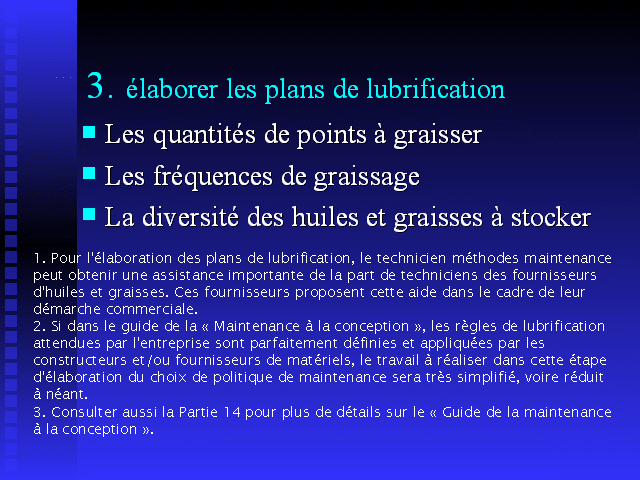 3. élaborer les plans de lubrification
Les quantités de points à graisser
Les fréquences de graissage
La diversité des huiles et graisses à stocker
1. Pour l'élaboration des plans de lubrification, le technicien méthodes maintenance
peut obtenir une assistance importante de la part de techniciens des fournisseurs
d'huiles et graisses. Ces fournisseurs proposent cette aide dans le cadre de leur
démarche commerciale.
2. Si dans le guide de la « Maintenance à la conception », les règles de lubrification
attendues par l'entreprise sont parfaitement définies et appliquées par les
constructeurs et/ou fournisseurs de matériels, le travail à réaliser dans cette étape
d'élaboration du choix de politique de maintenance sera très simplifié, voire réduit
à néant.
3. Consulter aussi la Partie 14 pour plus de détails sur le « Guide de la maintenance
à la conception ».